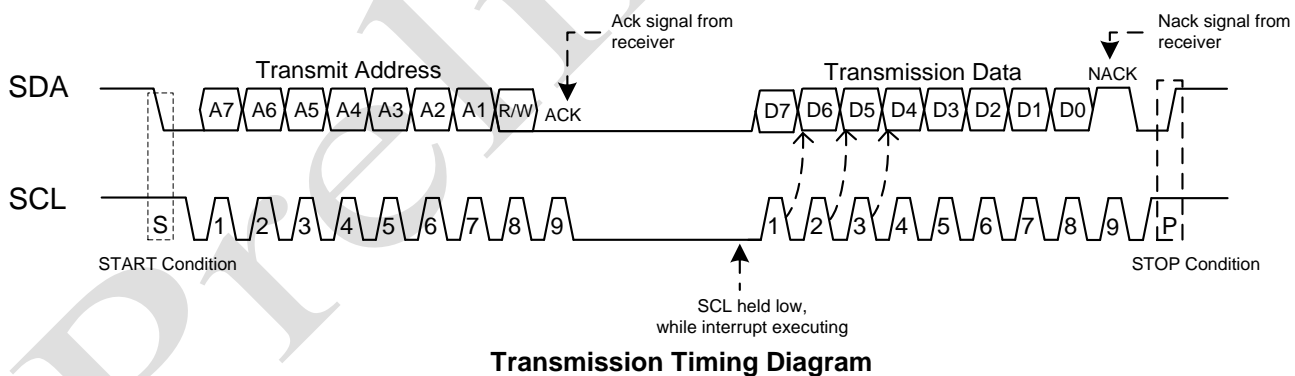 Ack signal from
receiver
Nack signal from
receiver
Transmit Address
Transmission Data
NACK
SDA
A7 A6 A5 A4 A3 A2 A1 R/W ACK
D7 D6 D5 D4 D3 D2 D1 D0
SCL
S 1 2 3 4 5 6 7 8 9
1 2 3 4 5 6 7 8 9 P
START Condition
STOP Condition
SCL held low,
while interrupt executing
Transmission Timing Diagram